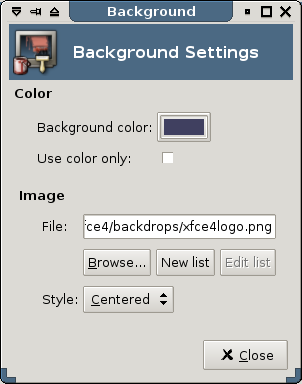 Background
Background Settings
Color
Background color:
Use color only:
Image
File: fce4/backdrops/xfce4logo.png
Browse... New list Edit list
Style: Centered
Close